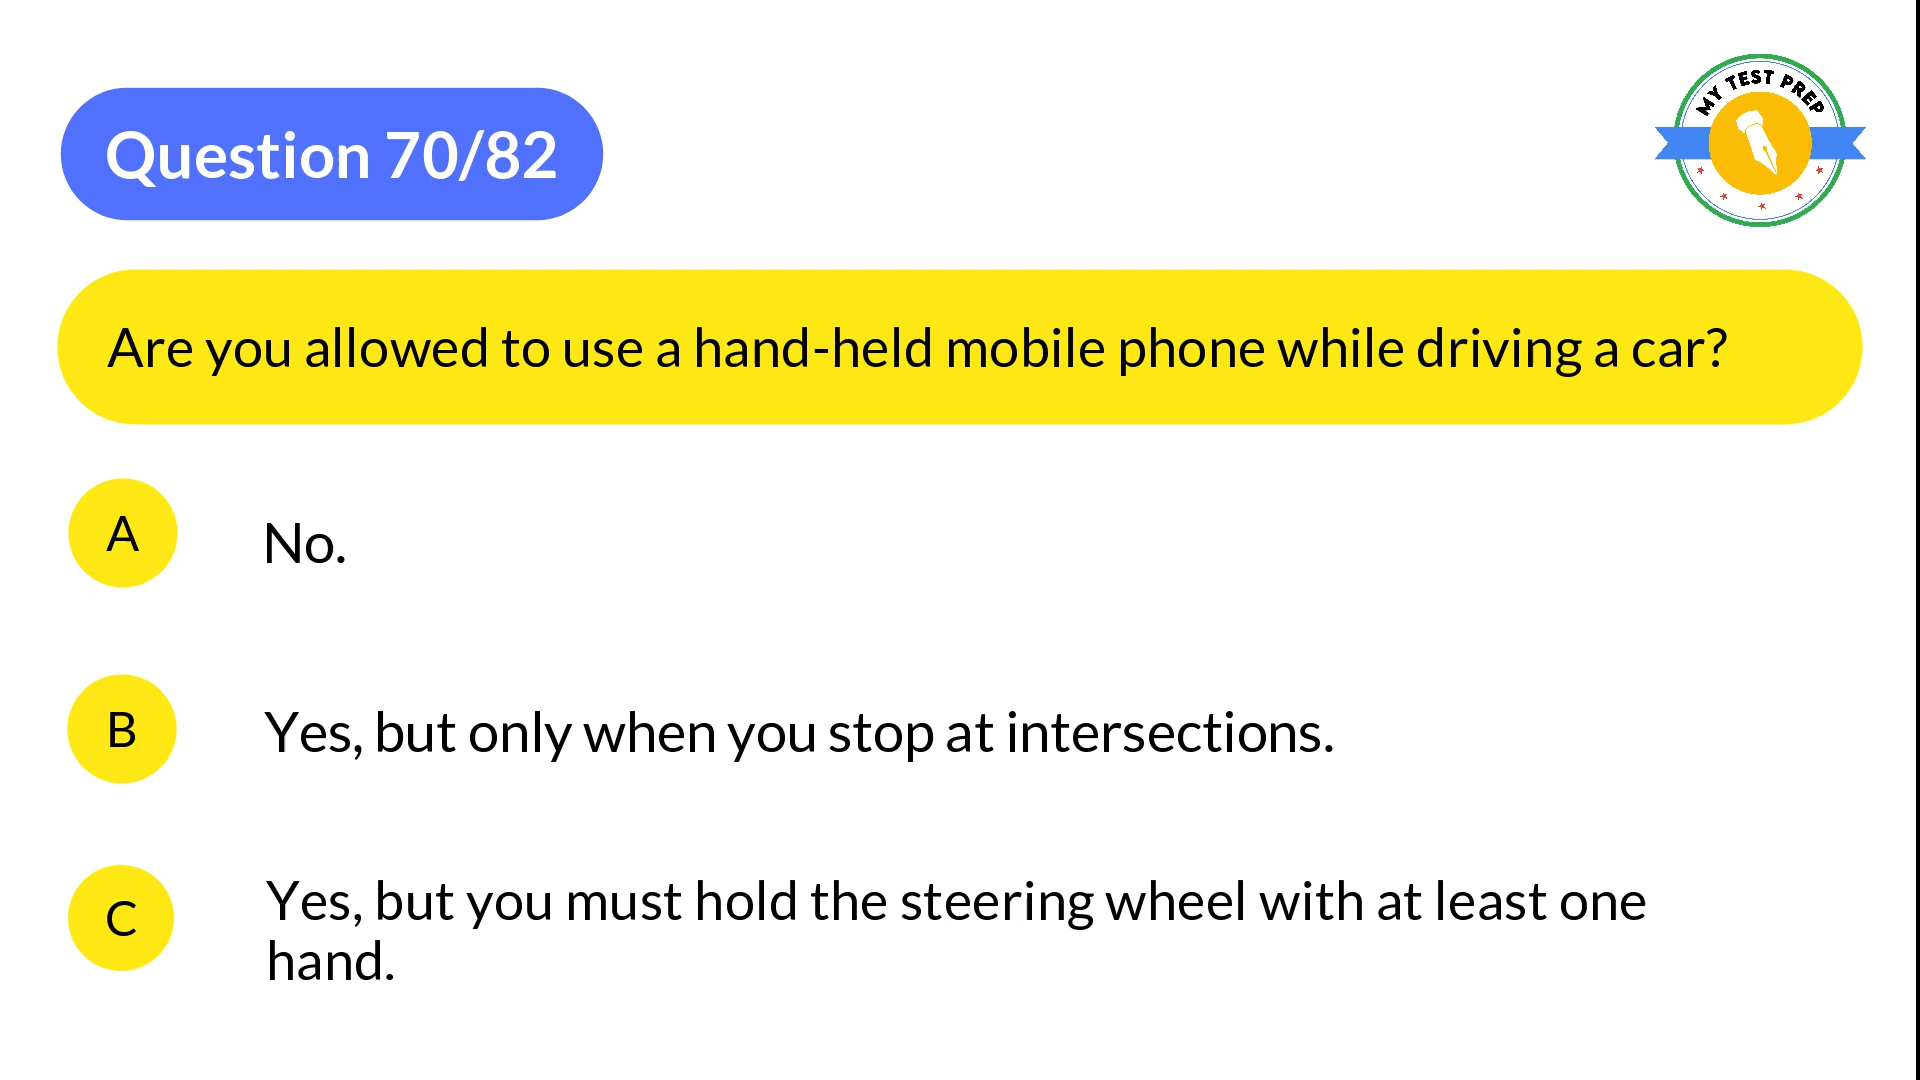 MY TEST PREP
Question 70/82
Are you allowed to use a hand-held mobile phone while driving a car?
A
No.
B
Yes, but only when you stop at intersections.
C
Yes, but you must hold the steering wheel with at least one
hand.